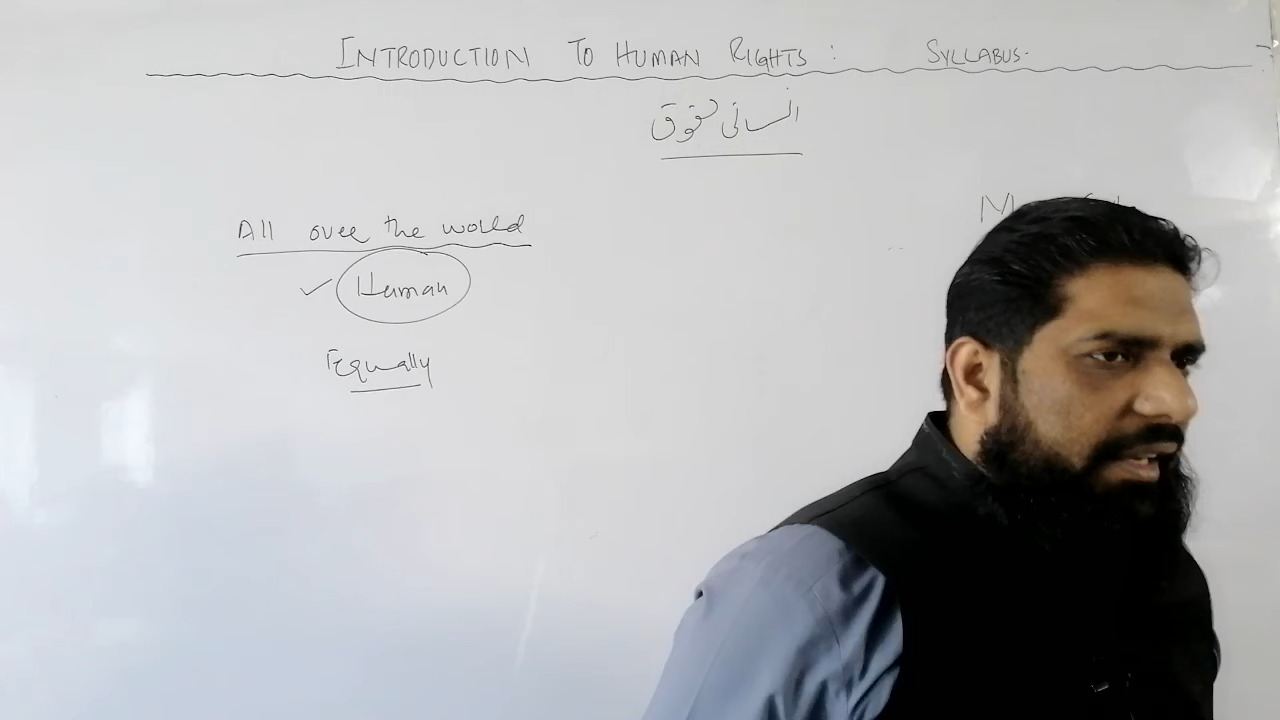 INTRODUCTION TO HUMAN RIGHTS : SYLLABUS.
انسانی حقوق
All over the world
✓ Human
Equally